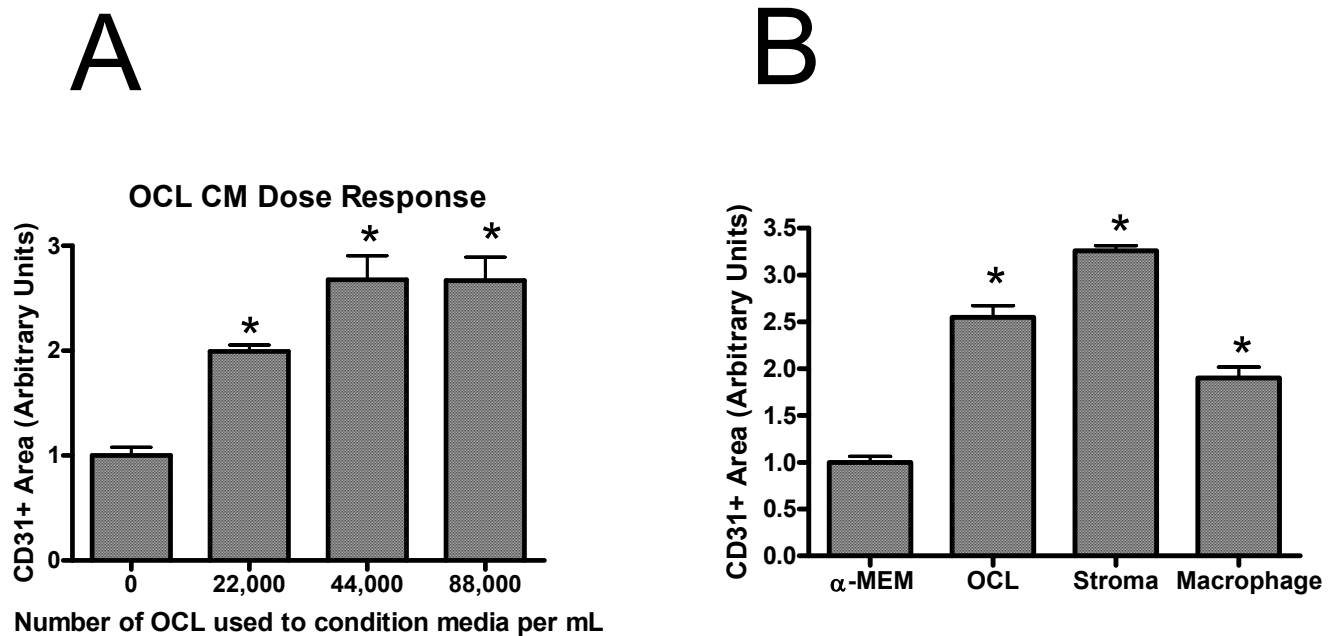 A
OCL CM Dose Response
CD31+ Area (Arbitrary Units)
3
2
1
0
0 22,000 44,000 88,000
* * *
Number of OCL used to condition media per mL
B
CD31+ Area (Arbitrary Units)
3.5
3.0
2.5
2.0
1.5
1.0
0.5
0.0
* * *
α-MEM OCL Stroma Macrophage